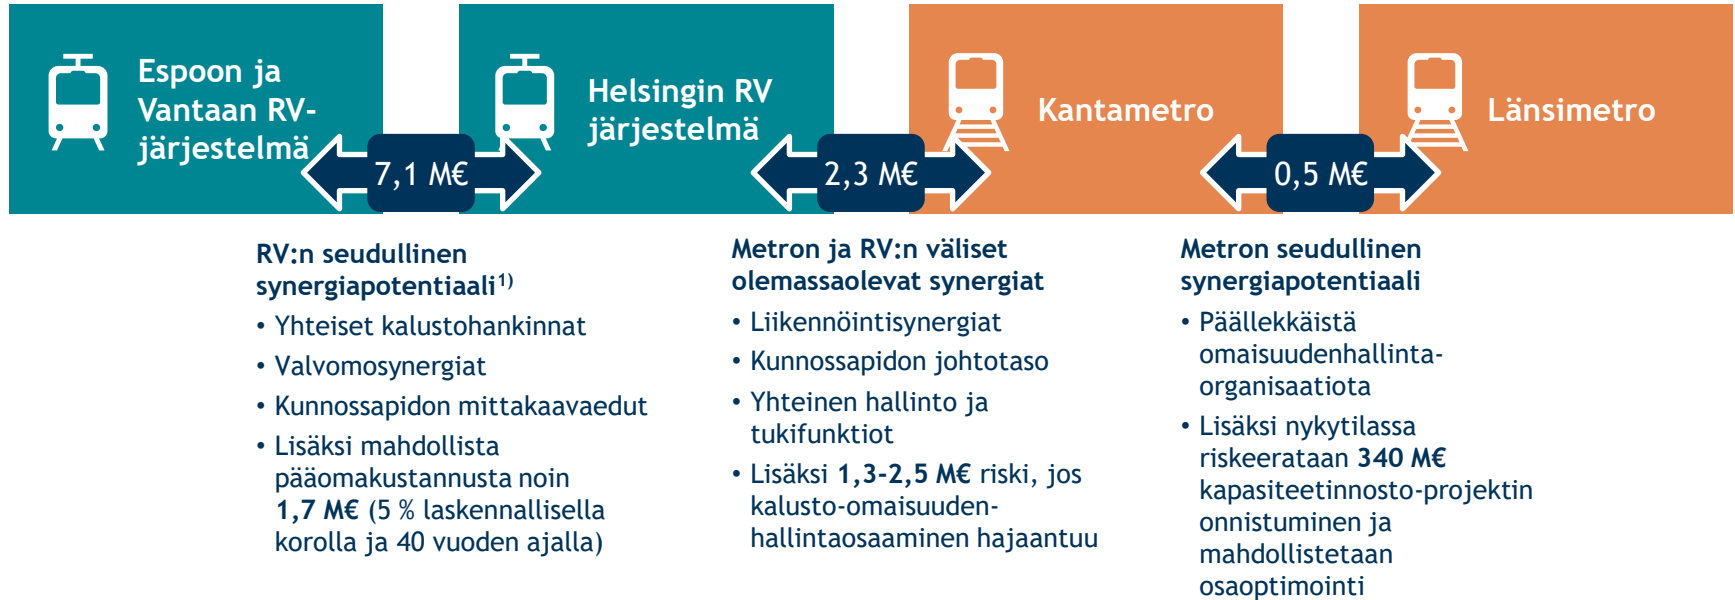 Espoon ja
Vantaan RV-
järjestelmä
7,1 M€
Helsingin RV
järjestelmä
2,3 M€
Kantametro
0,5 M€
Länsimetro
RV:n seudullinen
synergiapotentiaali1)
• Yhteiset kalustohankinnat
• Valvomosynergiat
• Kunnossapidon mittakaavaedut
• Lisäksi mahdollista
pääomakustannusta noin
1,7 M€ (5 % laskennallisella
korolla ja 40 vuoden ajalla)
Metron ja RV:n väliset
olemassaolevat synergiat
• Liikennöintisynergiat
• Kunnossapidon johtotaso
• Yhteinen hallinto ja
tukifunktiot
• Lisäksi 1,3-2,5 M€ riski, jos
kalusto-omaisuuden-
hallintaosaaminen hajaantuu
Metron seudullinen
synergiapotentiaali
• Päällekkäistä
omaisuudenhallinta-
organisaatiota
• Lisäksi nykytilassa
riskeerataan 340 M€
kapasiteetinnosto-projektin
onnistuminen ja
mahdollistetaan
osaoptimointi